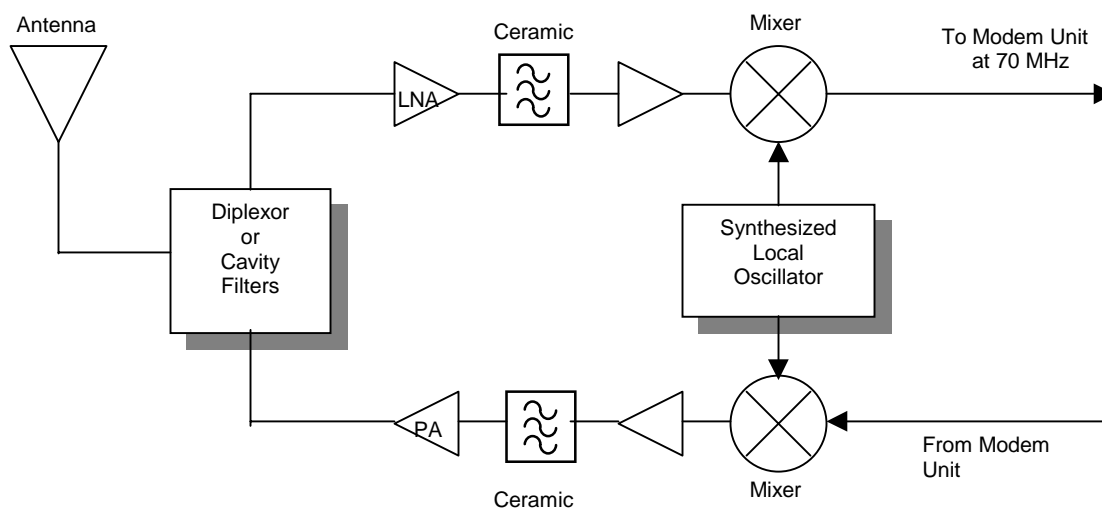 Antenna
Ceramic
Mixer
To Modem Unit
at 70 MHz
LNA
Diplexor
or
Cavity
Filters
Synthesized
Local
Oscillator
PA
Ceramic
Mixer
From Modem
Unit